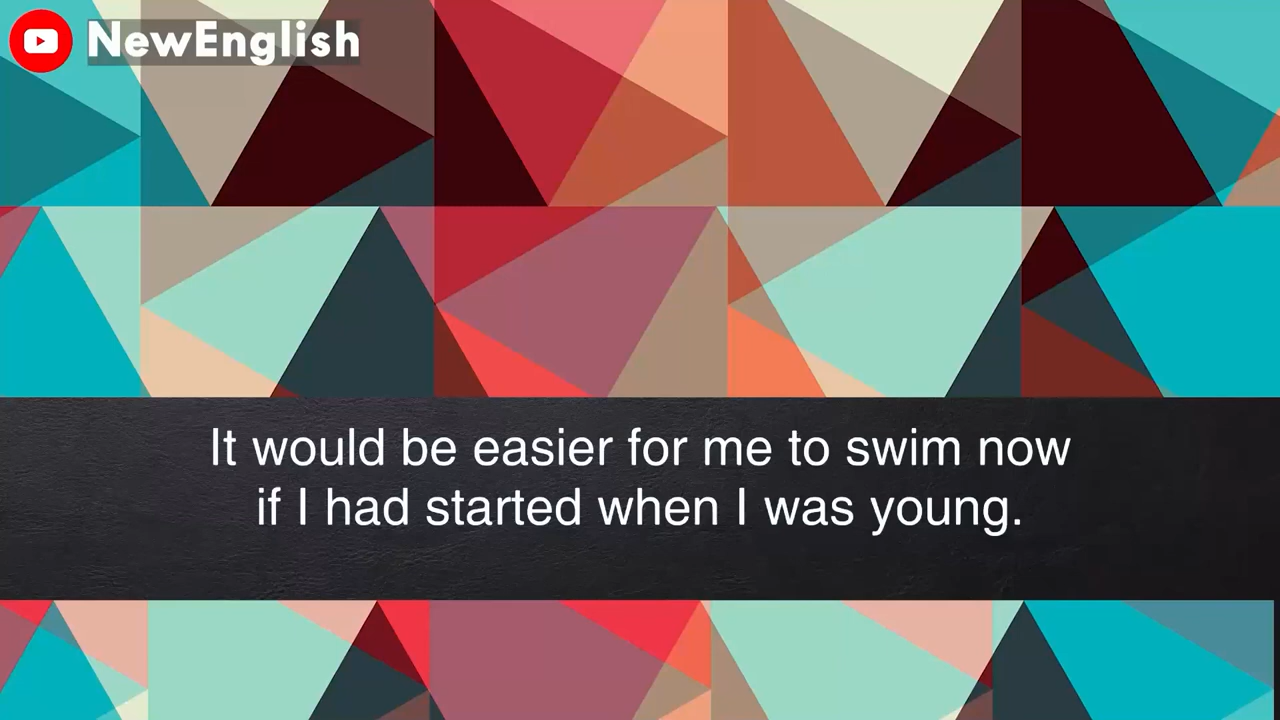 NewEnglish
It would be easier for me to swim now
if I had started when I was young.